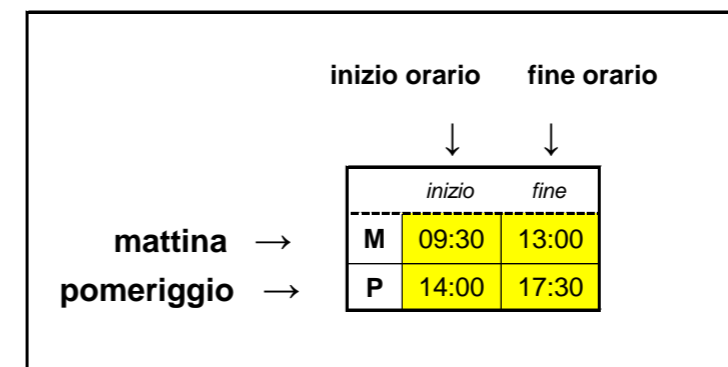 inizio orario fine orario
↓ ↓
inizio fine
mattina → M 09:30 13:00
pomeriggio → P 14:00 17:30